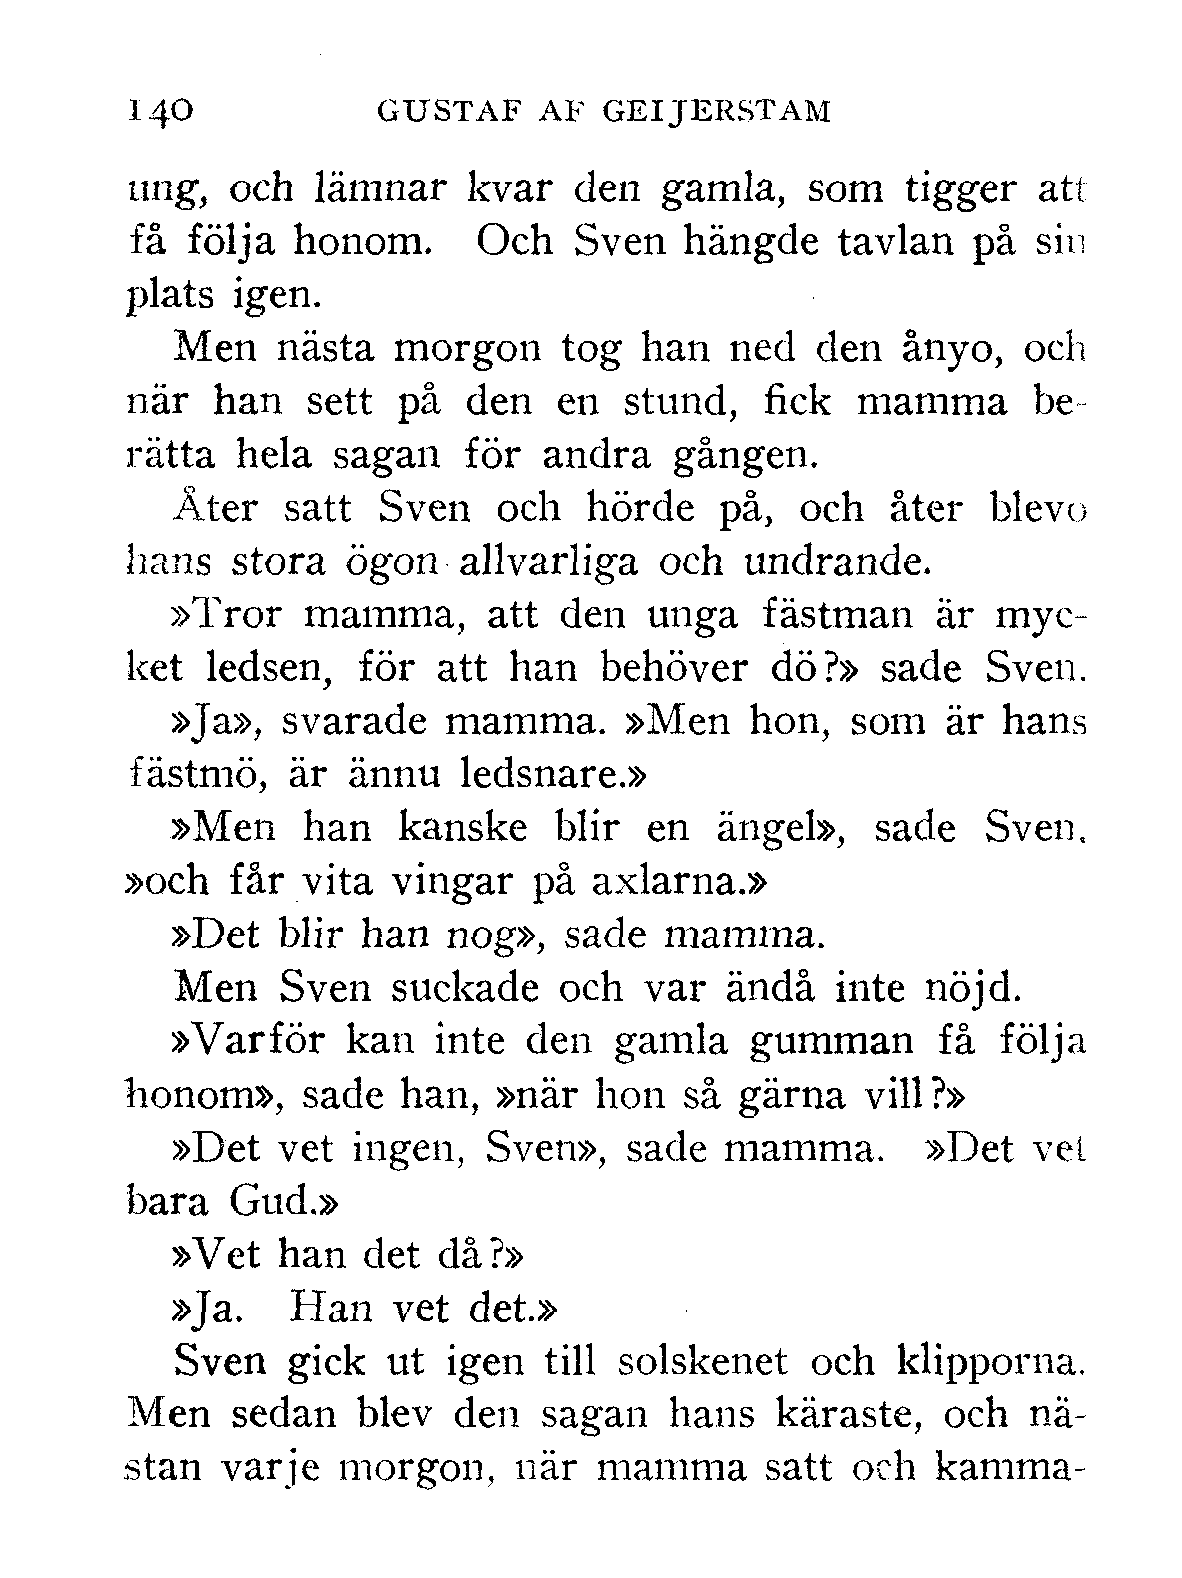 140 GUSTAF AF GEIJERSTAM
ung, och lämnar kvar den gamla, som tigger att
få följa honom. Och Sven hängde tavlan på sin
plats igen.
Men nästa morgon tog han ned den ånyo, och
när han sett på den en stund, fick mamma be-
rätta hela sagan för andra gången.
Åter satt Sven och hörde på, och åter blevo
hans stora ögon allvarliga och undrande.
»Tror mamma, att den unga fästman är myc-
ket ledsen, för att han behöver dö?» sade Sven.
»Ja», svarade mamma. »Men hon, som är hans
fästmö, är ännu ledsnare.»
»Men han kanske blir en ängel», sade Sven,
»och får vita vingar på axlarna.»
»Det blir han nog», sade mamma.
Men Sven suckade och var ändå inte nöjd.
»Varför kan inte den gamla gumman få följa
honom», sade han, »när hon så gärna vill?»
»Det vet ingen, Sven», sade mamma. »Det vet
bara Gud.»
»Vet han det då?»
»Ja. Han vet det.»
Sven gick ut igen till solskenet och klipporna.
Men sedan blev den sagan hans käraste, och nä-
stan varje morgon, när mamma satt och kamma-